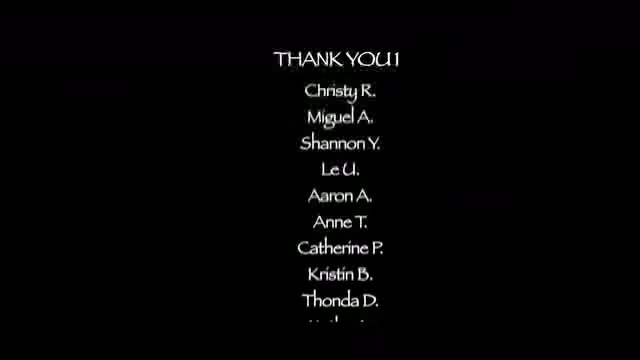 THANK YOU!
Christy R.
Miguel A.
Shannon Y.
Le U.
Aaron A.
Anne T.
Catherine P.
Kristin B.
Thonda D.